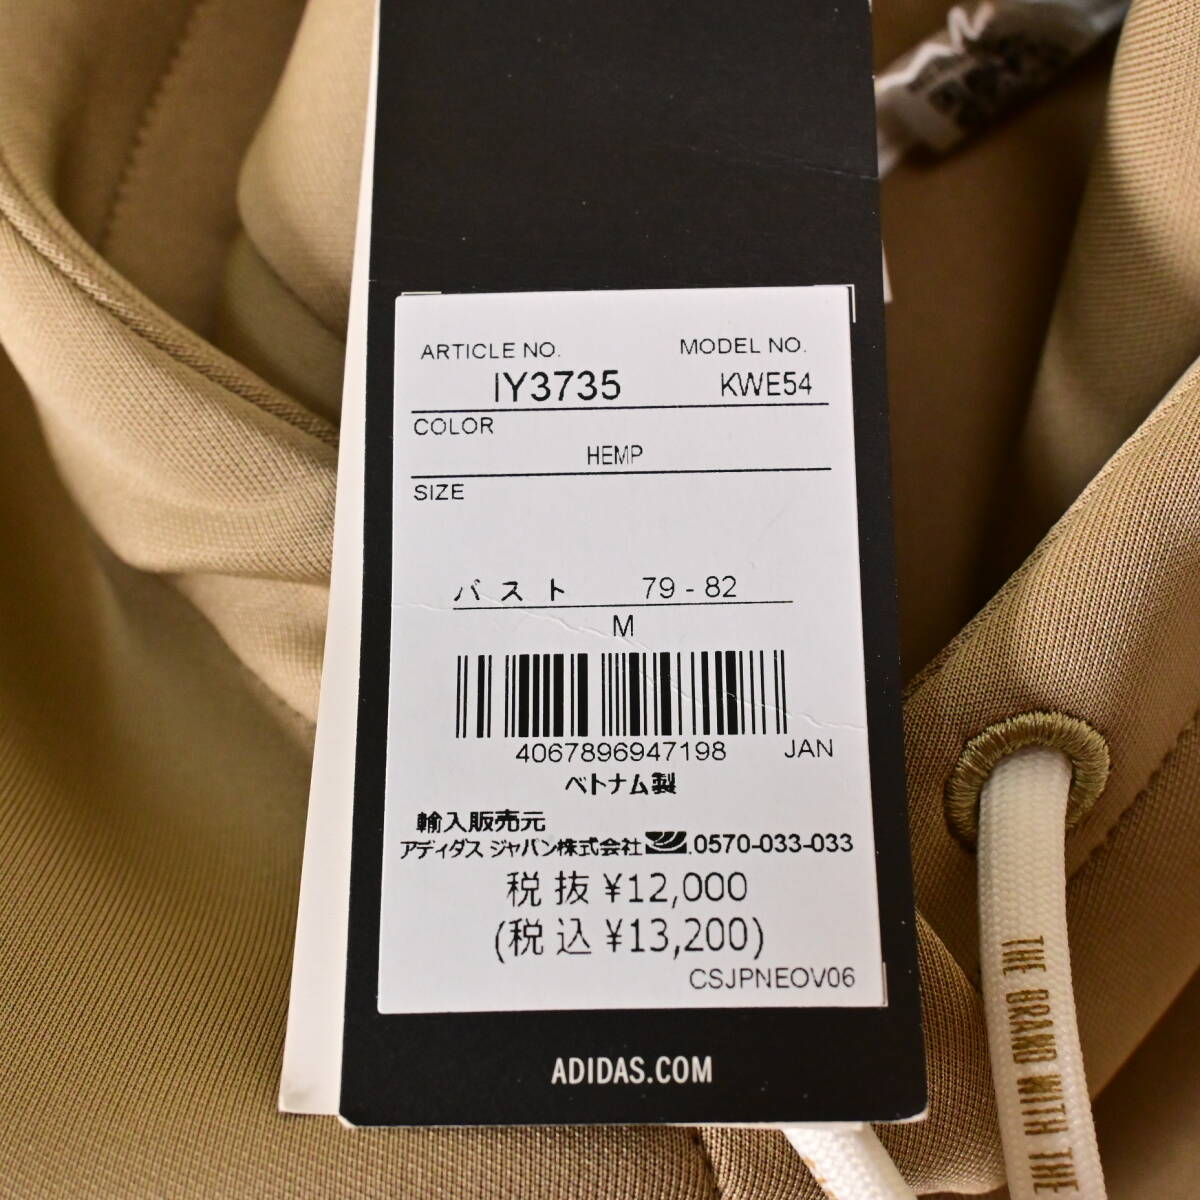 ARTICLE NO. MODEL NO.
IY3735 KWE54
COLOR
HEMP
SIZE
バスト 79 - 82
M
4067896947198 JAN
ベトナム製
輸入販売元
アディダス ジャパン株式会社 .0570-033-033
税抜 ¥12,000
(税込 ¥13,200)
CSJPNEOV06
ADIDAS.COM
THE BRAND WITH THE